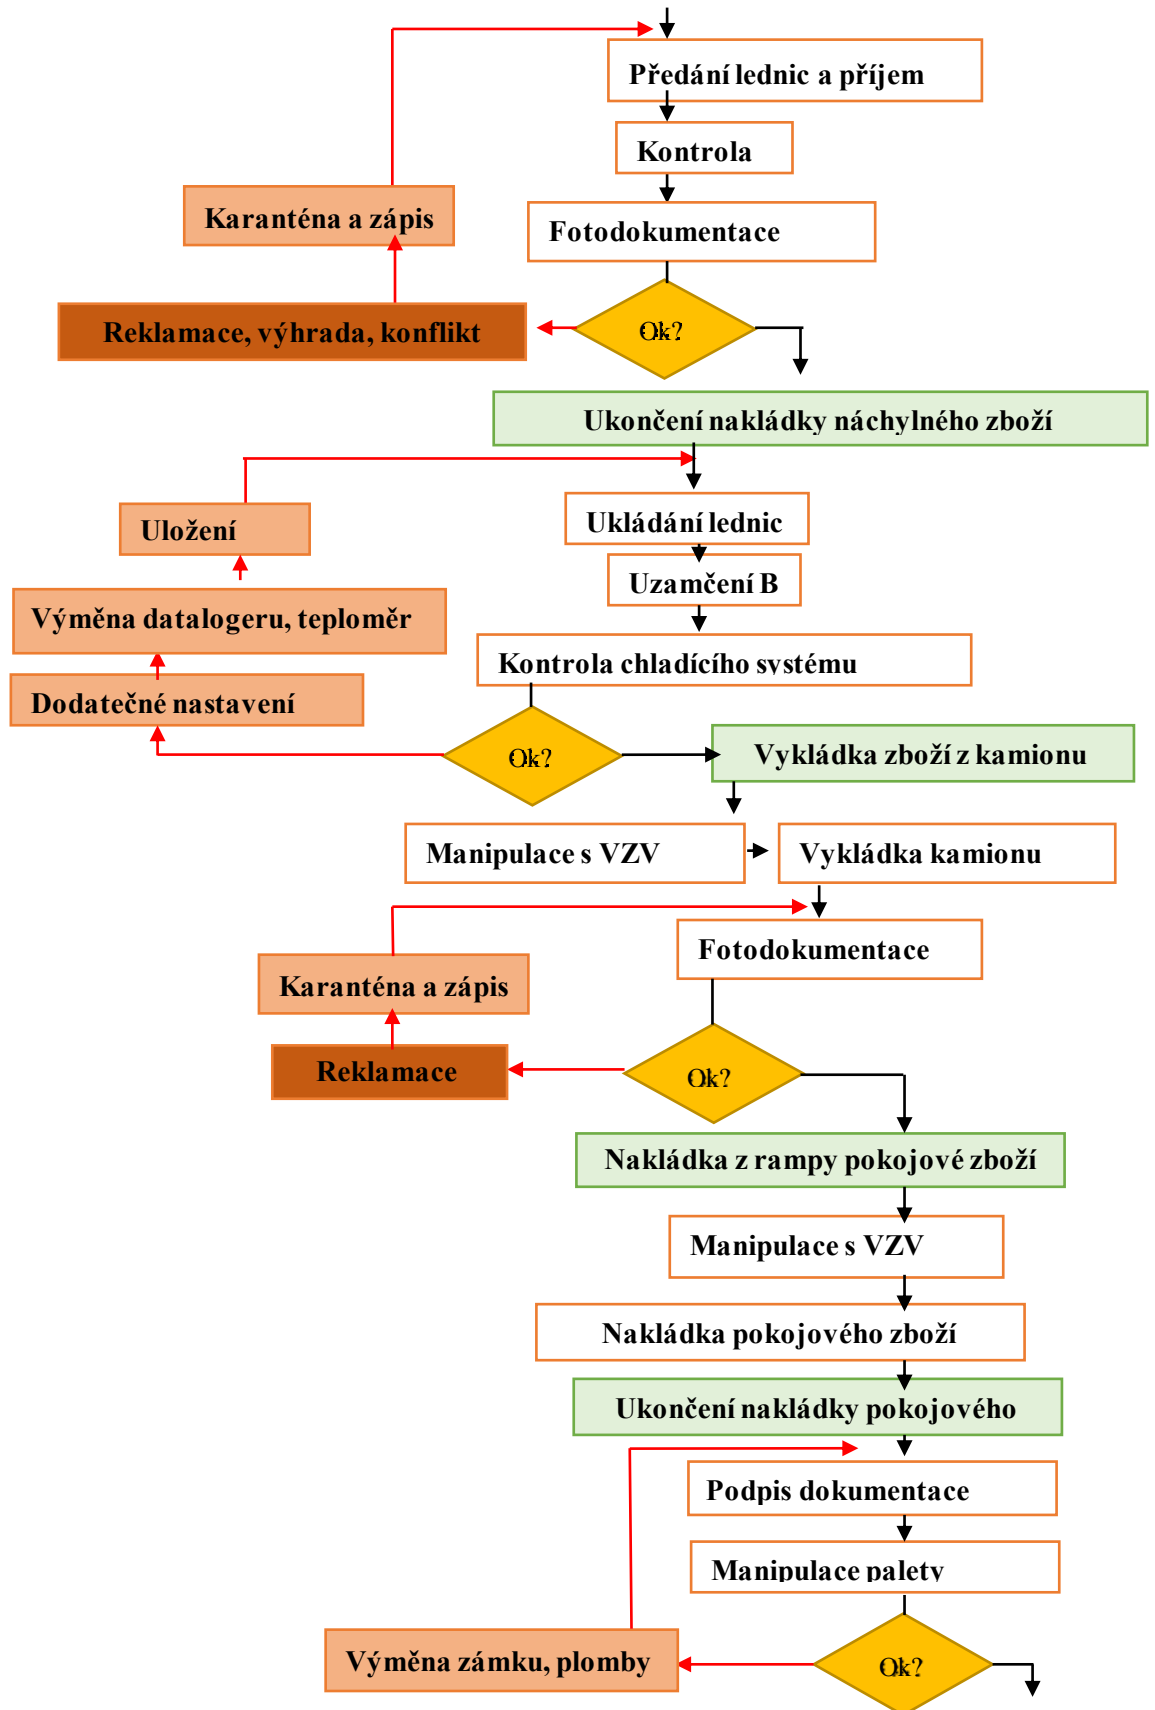 Předání lednic a příjem
Kontrola
Karanténa a zápis
Fotodokumentace
Reklamace, výhrada, konflikt
Ok?
Ukončení nakládky náchylného zboží
Uložení
Ukládání lednic
Uzamčení B
Výměna datalogeru, teploměr
Kontrola chladícího systému
Dodatečné nastavení
Ok?
Vykládka zboží z kamionu
Manipulace s VZV
Vykládka kamionu
Fotodokumentace
Karanténa a zápis
Reklamace
Ok?
Nakládka z rampy pokojové zboží
Manipulace s VZV
Nakládka pokojového zboží
Ukončení nakládky pokojového
Podpis dokumentace
Manipulace palety
Výměna zámku, plomby
Ok?